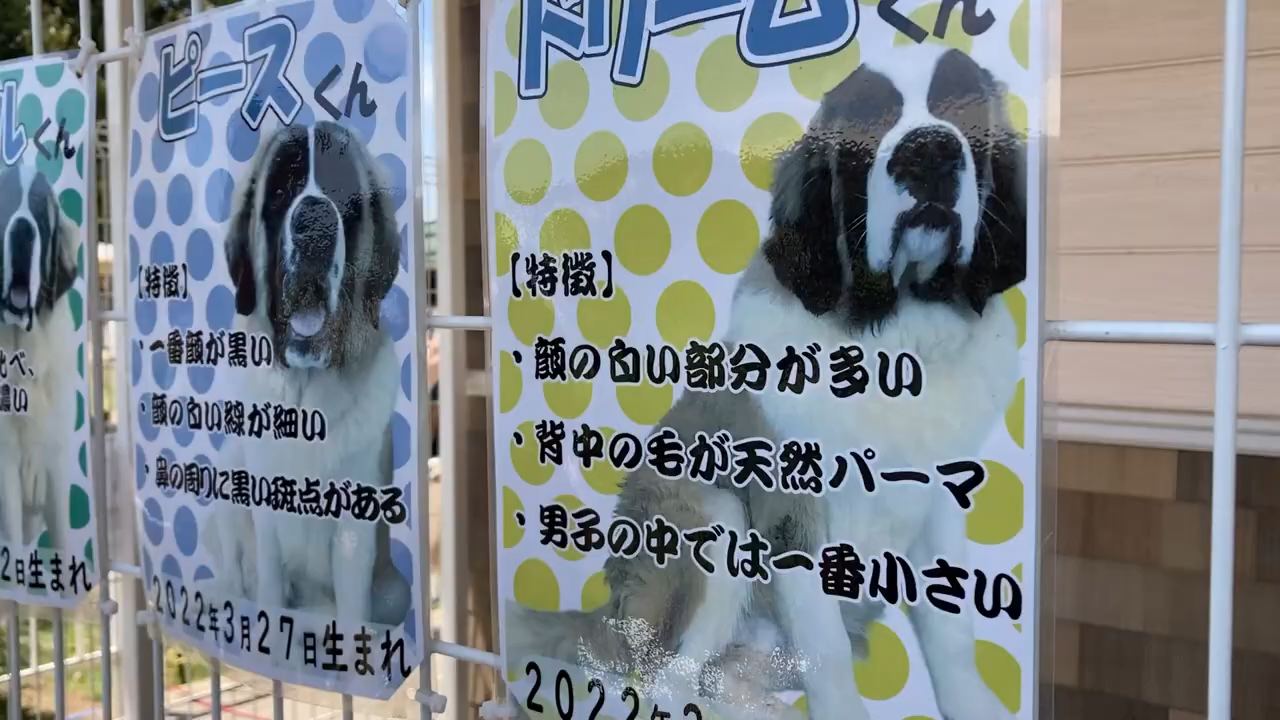 ルくん
比べ、
濃い
2日生まれ
ピースくん
【特徴】
・一番顔が黒い
・顔の白い線が細い
・鼻の周りに黒い斑点がある
2022年3月27日生まれ
ドリームくん
【特徴】
・顔の白い部分が多い
・背中の毛が天然パーマ
・男子の中では一番小さい
2022年